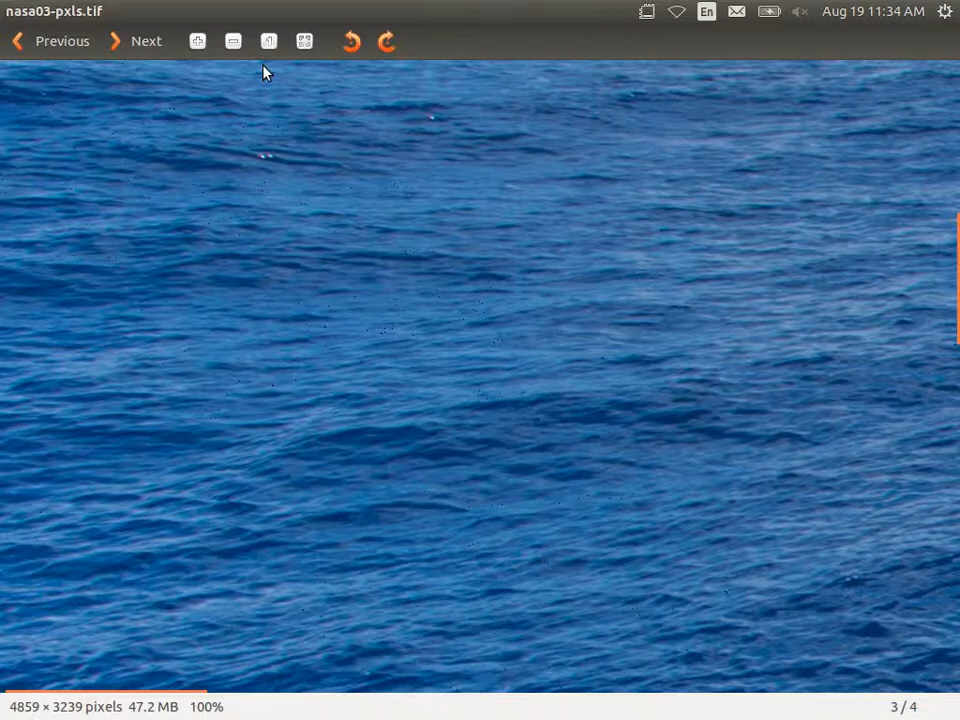 nasa03-pxls.tif
En
Aug 19 11:34 AM
Previous
Next
1
4859 × 3239 pixels 47.2 MB 100%
3 / 4